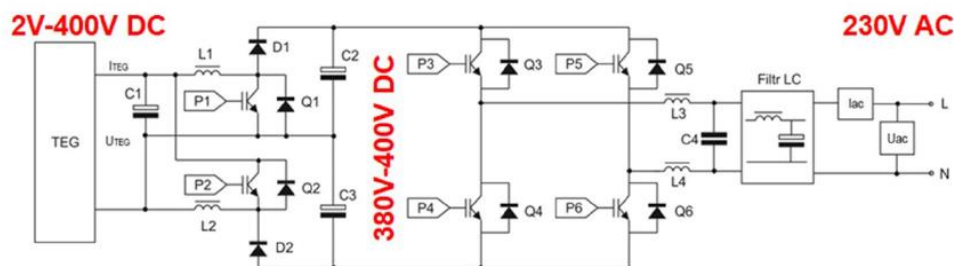 2V-400V DC
230V AC
TEG
ITEG
UTEG
C1
L1
P1
D1
Q1
C2
P2
Q2
L2
D2
C3
380V-400V DC
P3
Q3
P5
Q5
P4
Q4
P6
Q6
L3
C4
L4
Filtr LC
Iac
Uac
L
N